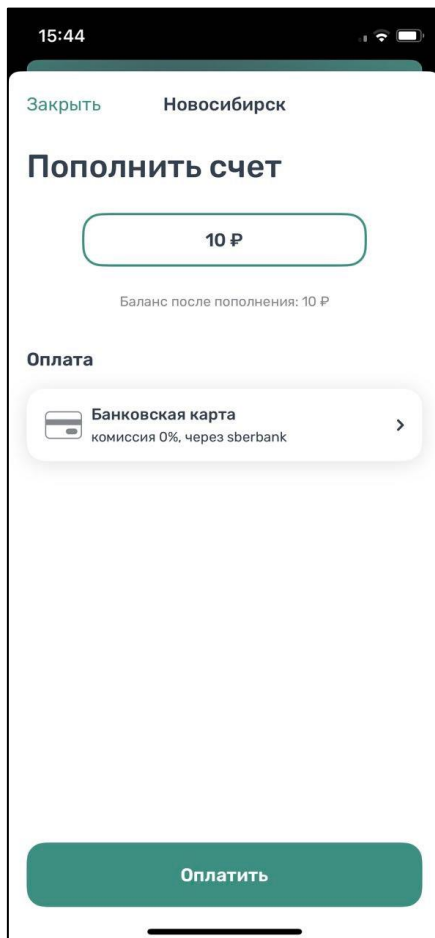 15:44
Закрыть Новосибирск
Пополнить счет
10 ₽
Баланс после пополнения: 10 ₽
Оплата
Банковская карта
комиссия 0%, через sberbank
Оплатить